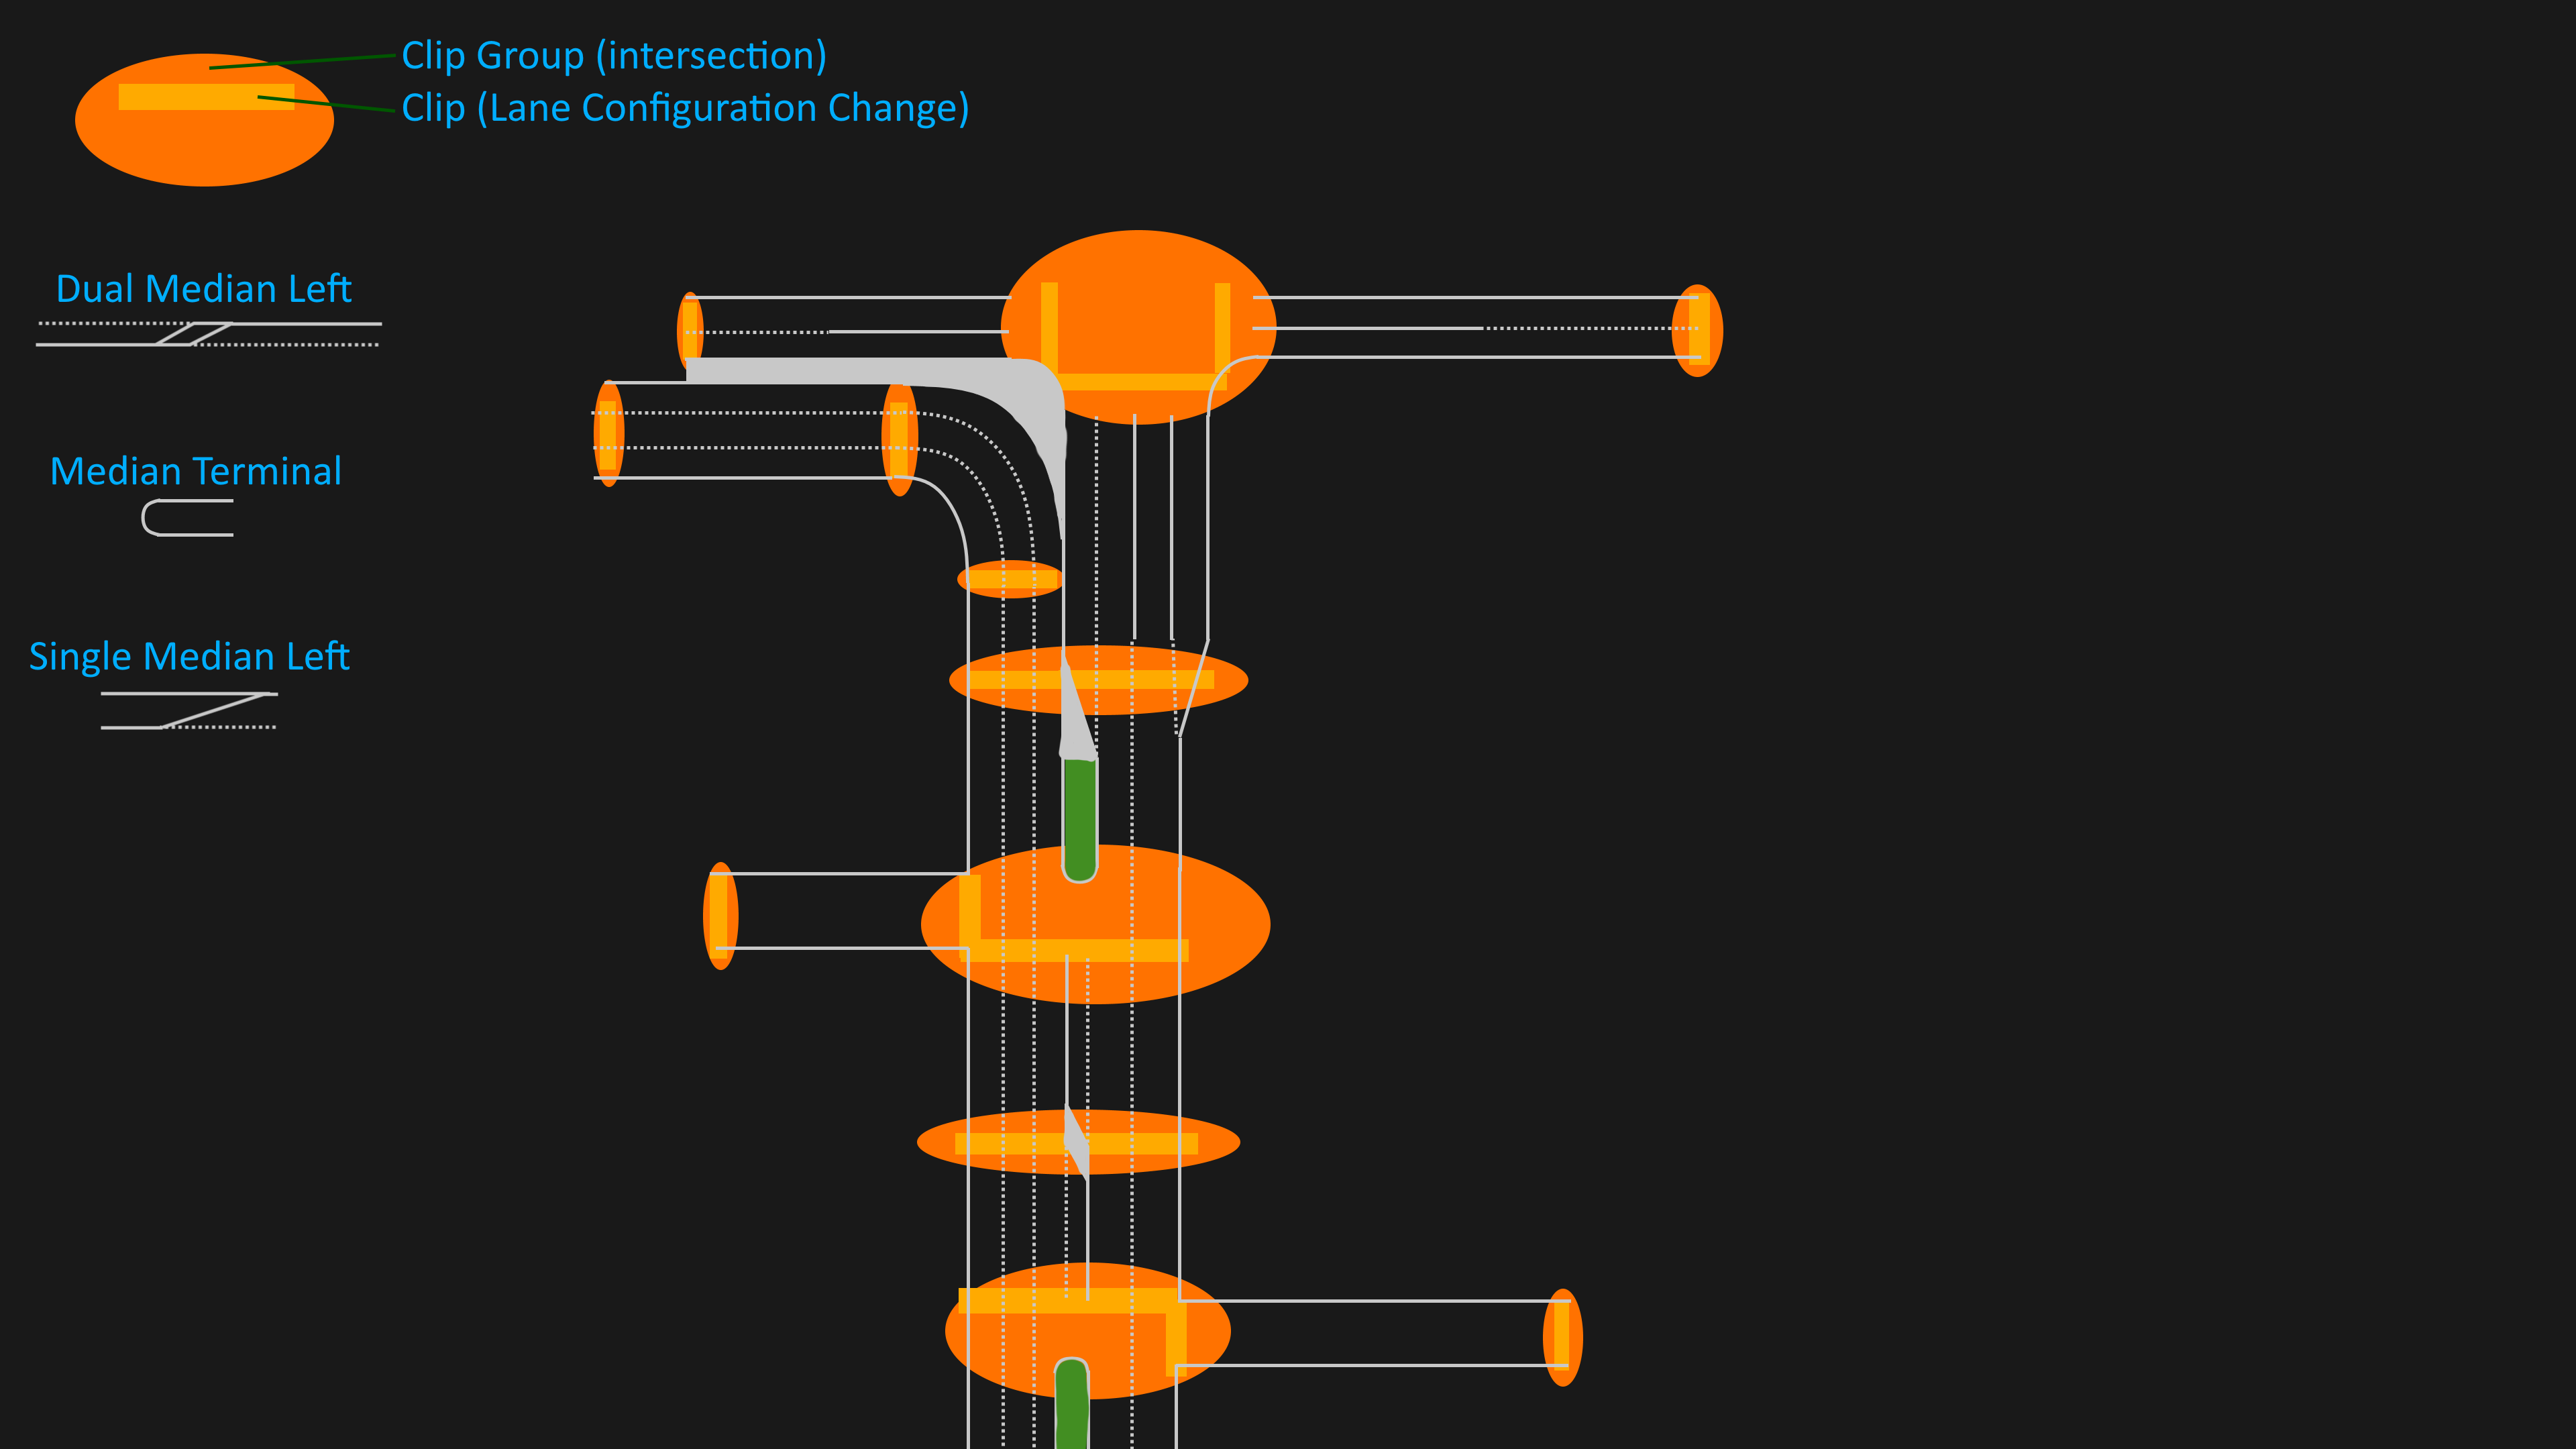 Clip Group (intersection)
Clip (Lane Configuration Change)
Dual Median Left
Median Terminal
Single Median Left